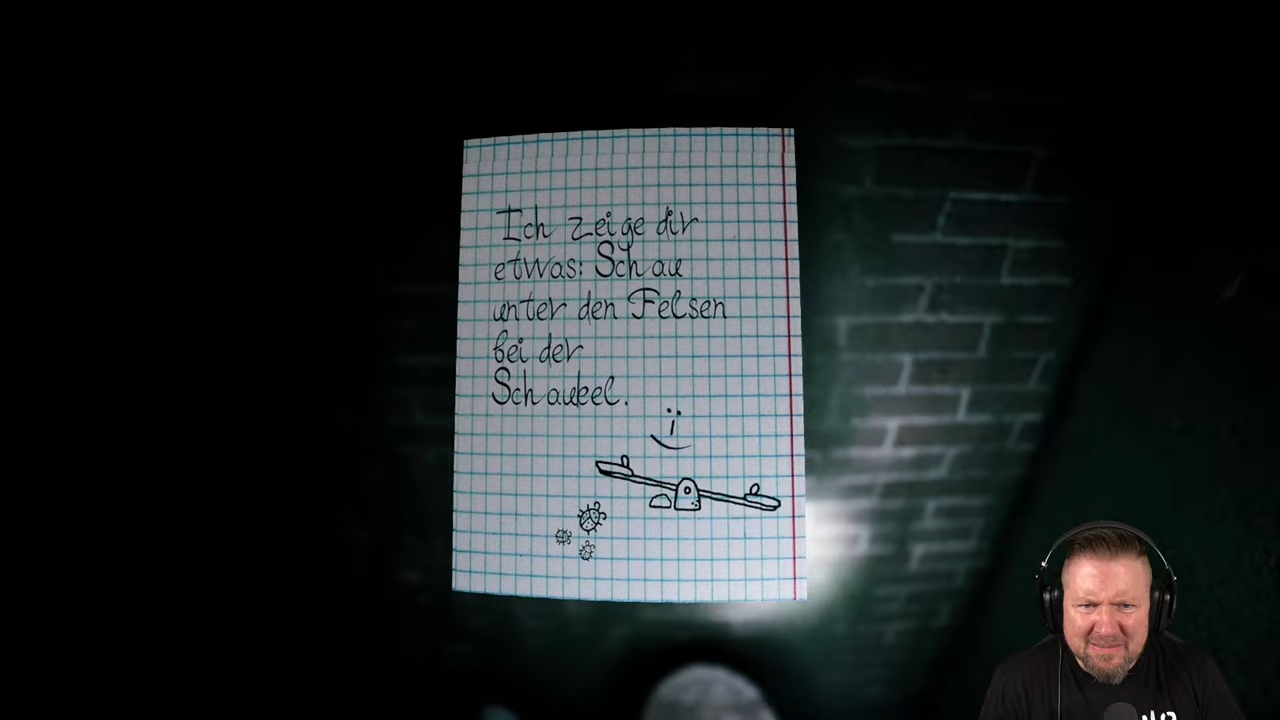 Ich zeige dir
etwas: Schau
unter den Felsen
bei der
Schaukel.